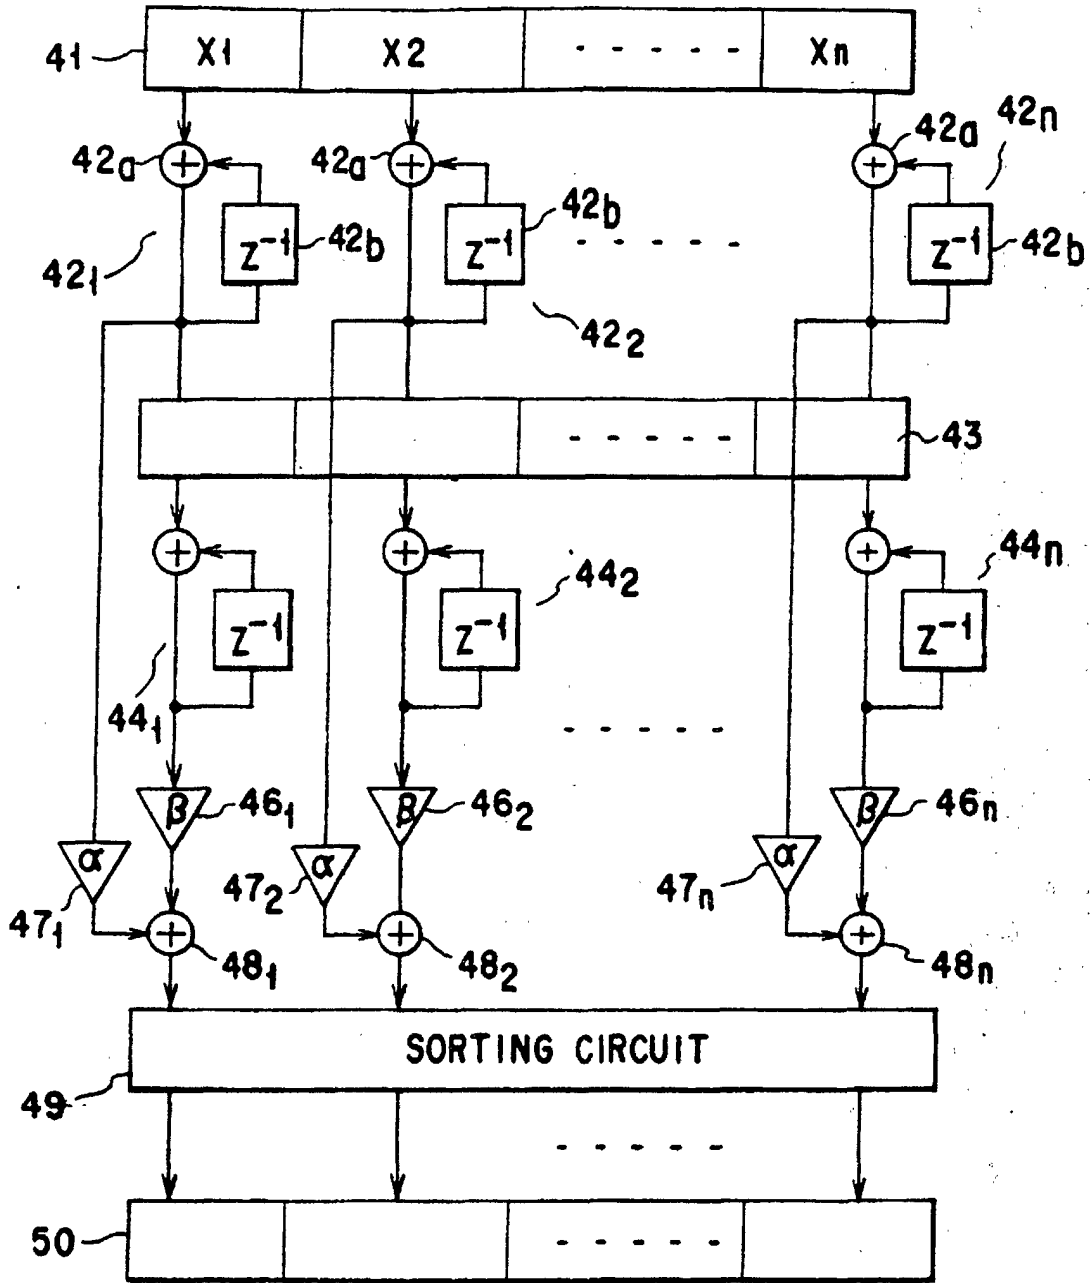 41 X1 X2 - - - - - Xn
42a 42a 42a 42n
Z⁻¹ 42b Z⁻¹ 42b - - - - - Z⁻¹ 42b
42₁ 42₂
- - - - - 43
44₁ Z⁻¹ Z⁻¹ 44₂ Z⁻¹ 44n
- - - - -
β 46₁ β 46₂ β 46n
α 47₁ α 47₂ α 47n
48₁ 48₂ 48n
SORTING CIRCUIT
49
- - - - -
50 - - - - -